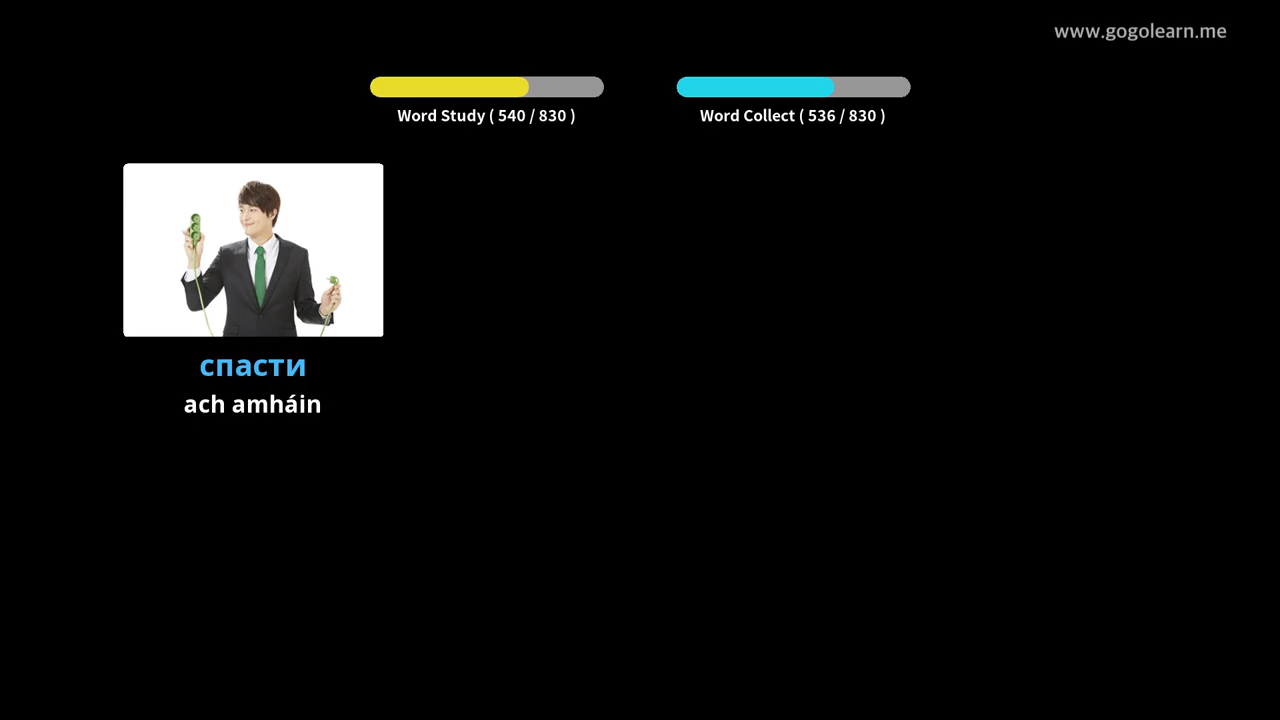 www.gogolearn.me
Word Study ( 540 / 830 )
Word Collect ( 536 / 830 )
спасти
ach amháin